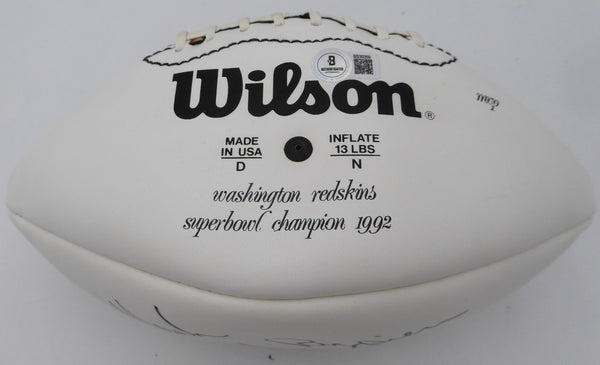 Wilson®
MADE IN USA
D
INFLATE 13 LBS
N
washington redskins
superbowl champion 1992